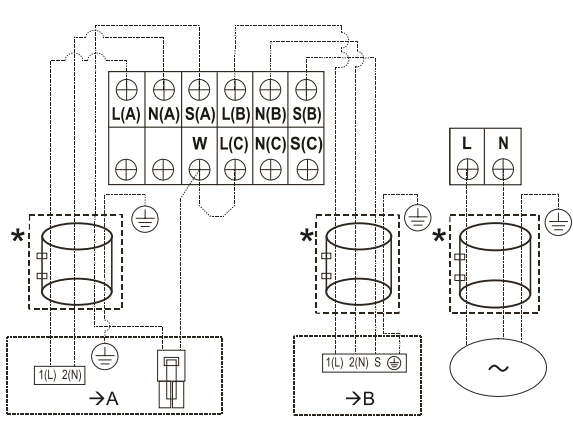 L(A) N(A) S(A) L(B) N(B) S(B)
W L(C) N(C) S(C)
L N
* * *
1(L) 2(N)
→A
1(L) 2(N) S
→B
~